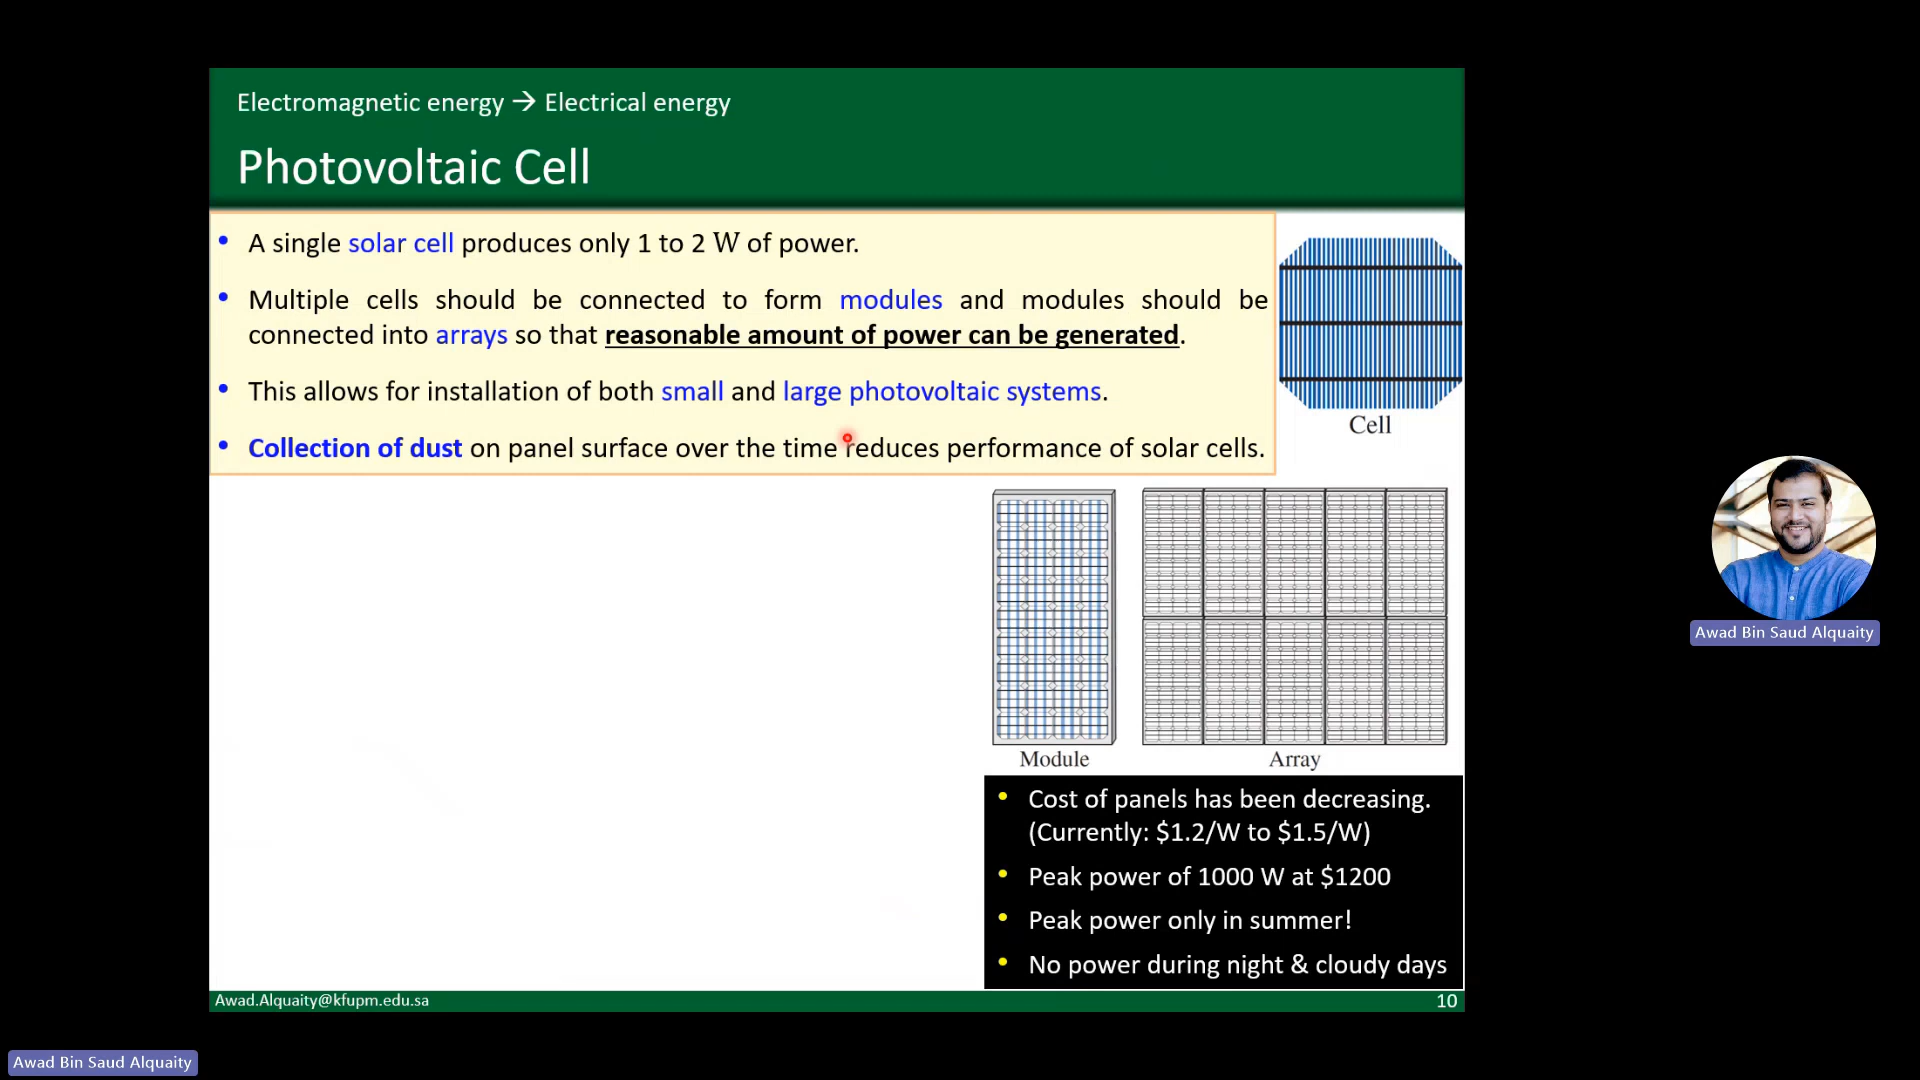 Electromagnetic energy → Electrical energy
Photovoltaic Cell
• A single solar cell produces only 1 to 2 W of power.
• Multiple cells should be connected to form modules and modules should be
connected into arrays so that reasonable amount of power can be generated.
• This allows for installation of both small and large photovoltaic systems.
• Collection of dust on panel surface over the time reduces performance of solar cells.
Cell
Module
Array
• Cost of panels has been decreasing.
(Currently: $1.2/W to $1.5/W)
• Peak power of 1000 W at $1200
• Peak power only in summer!
• No power during night & cloudy days
Awad.Alquaity@kfupm.edu.sa
10
Awad Bin Saud Alquaity
Awad Bin Saud Alquaity